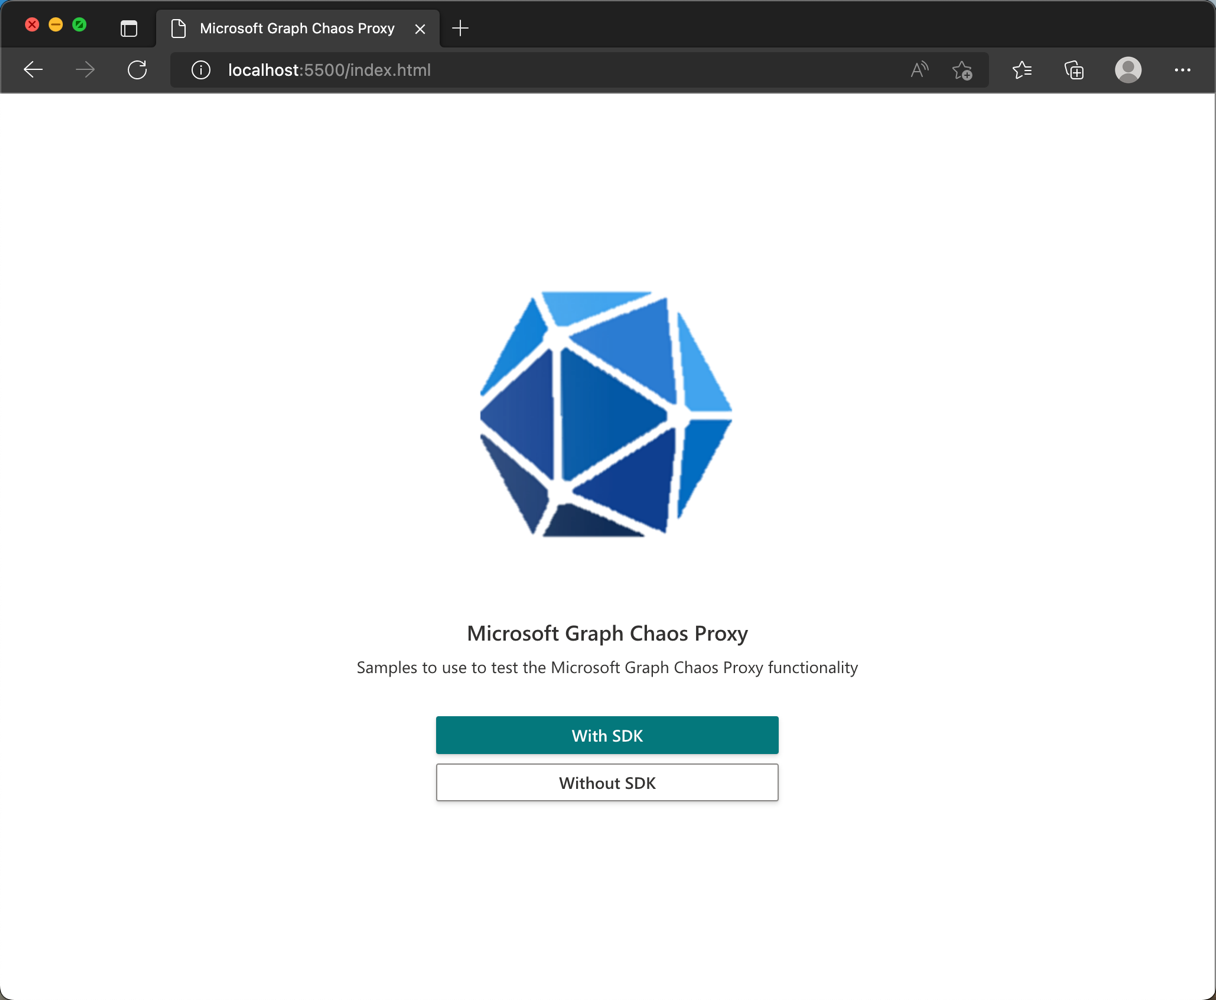 Microsoft Graph Chaos Proxy
localhost:5500/index.html
Microsoft Graph Chaos Proxy
Samples to use to test the Microsoft Graph Chaos Proxy functionality
With SDK
Without SDK